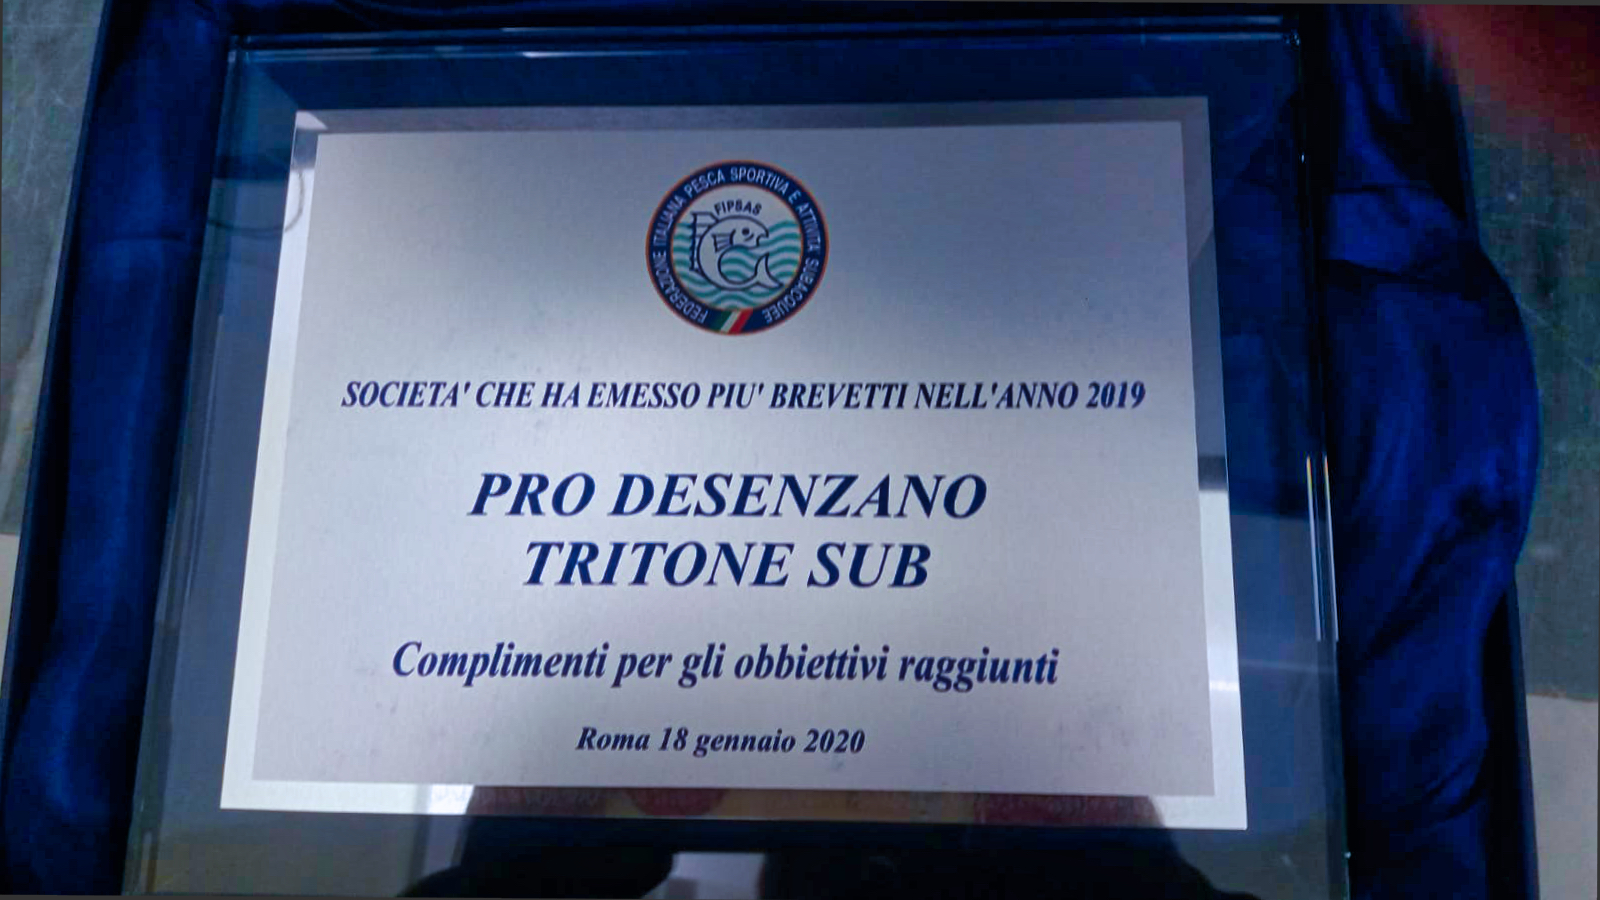 FEDERAZIONE ITALIANA PESCA SPORTIVA E ATTIVITÀ SUBACQUEE
FIPSAS
SOCIETA' CHE HA EMESSO PIU' BREVETTI NELL'ANNO 2019
PRO DESENZANO
TRITONE SUB
Complimenti per gli obbiettivi raggiunti
Roma 18 gennaio 2020